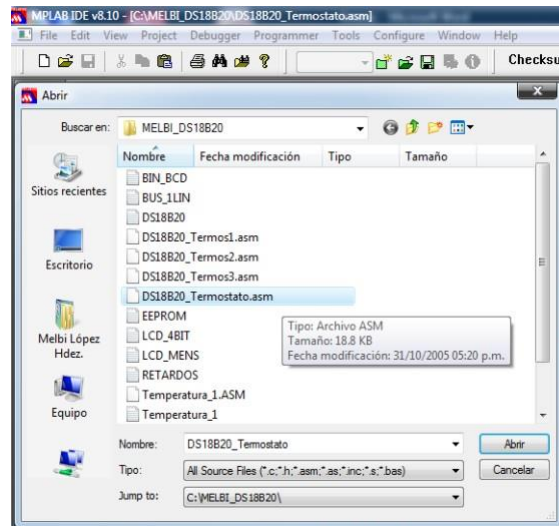 MPLAB IDE v8.10 - [C:\MELBI_DS18B20\DS18B20_Termostato.asm]
File Edit View Project Debugger Programmer Tools Configure Window Help
Checksu
Abrir
Buscar en: MELBI_DS18B20
Nombre Fecha modificación Tipo Tamaño
BIN_BCD
BUS_1LIN
DS18B20
DS18B20_Termos1.asm
DS18B20_Termos2.asm
DS18B20_Termos3.asm
DS18B20_Termostato.asm
EEPROM
LCD_4BIT
LCD_MENS
RETARDOS
Temperatura_1.ASM
Temperatura_1
Sitios recientes
Escritorio
Melbi López
Hdez.
Equipo
Tipo: Archivo ASM
Tamaño: 18.8 KB
Fecha modificación: 31/10/2005 05:20 p.m.
Nombre: DS18B20_Termostato Abrir
Tipo: All Source Files (*.c;*.h;*.asm;*.as;*.inc;*.s;*.bas) Cancelar
Jump to: C:\MELBI_DS18B20\